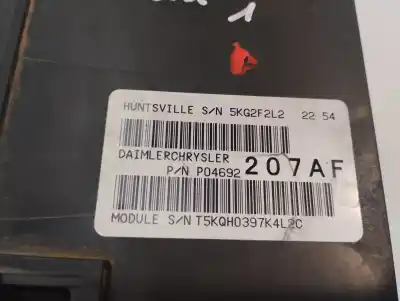 1
HUNTSVILLE S/N 5KG2F2L2 22 54
DAIMLERCHRYSLER
P/N P04692 207AF
MODULE S/N T5KQH0397K4L2C